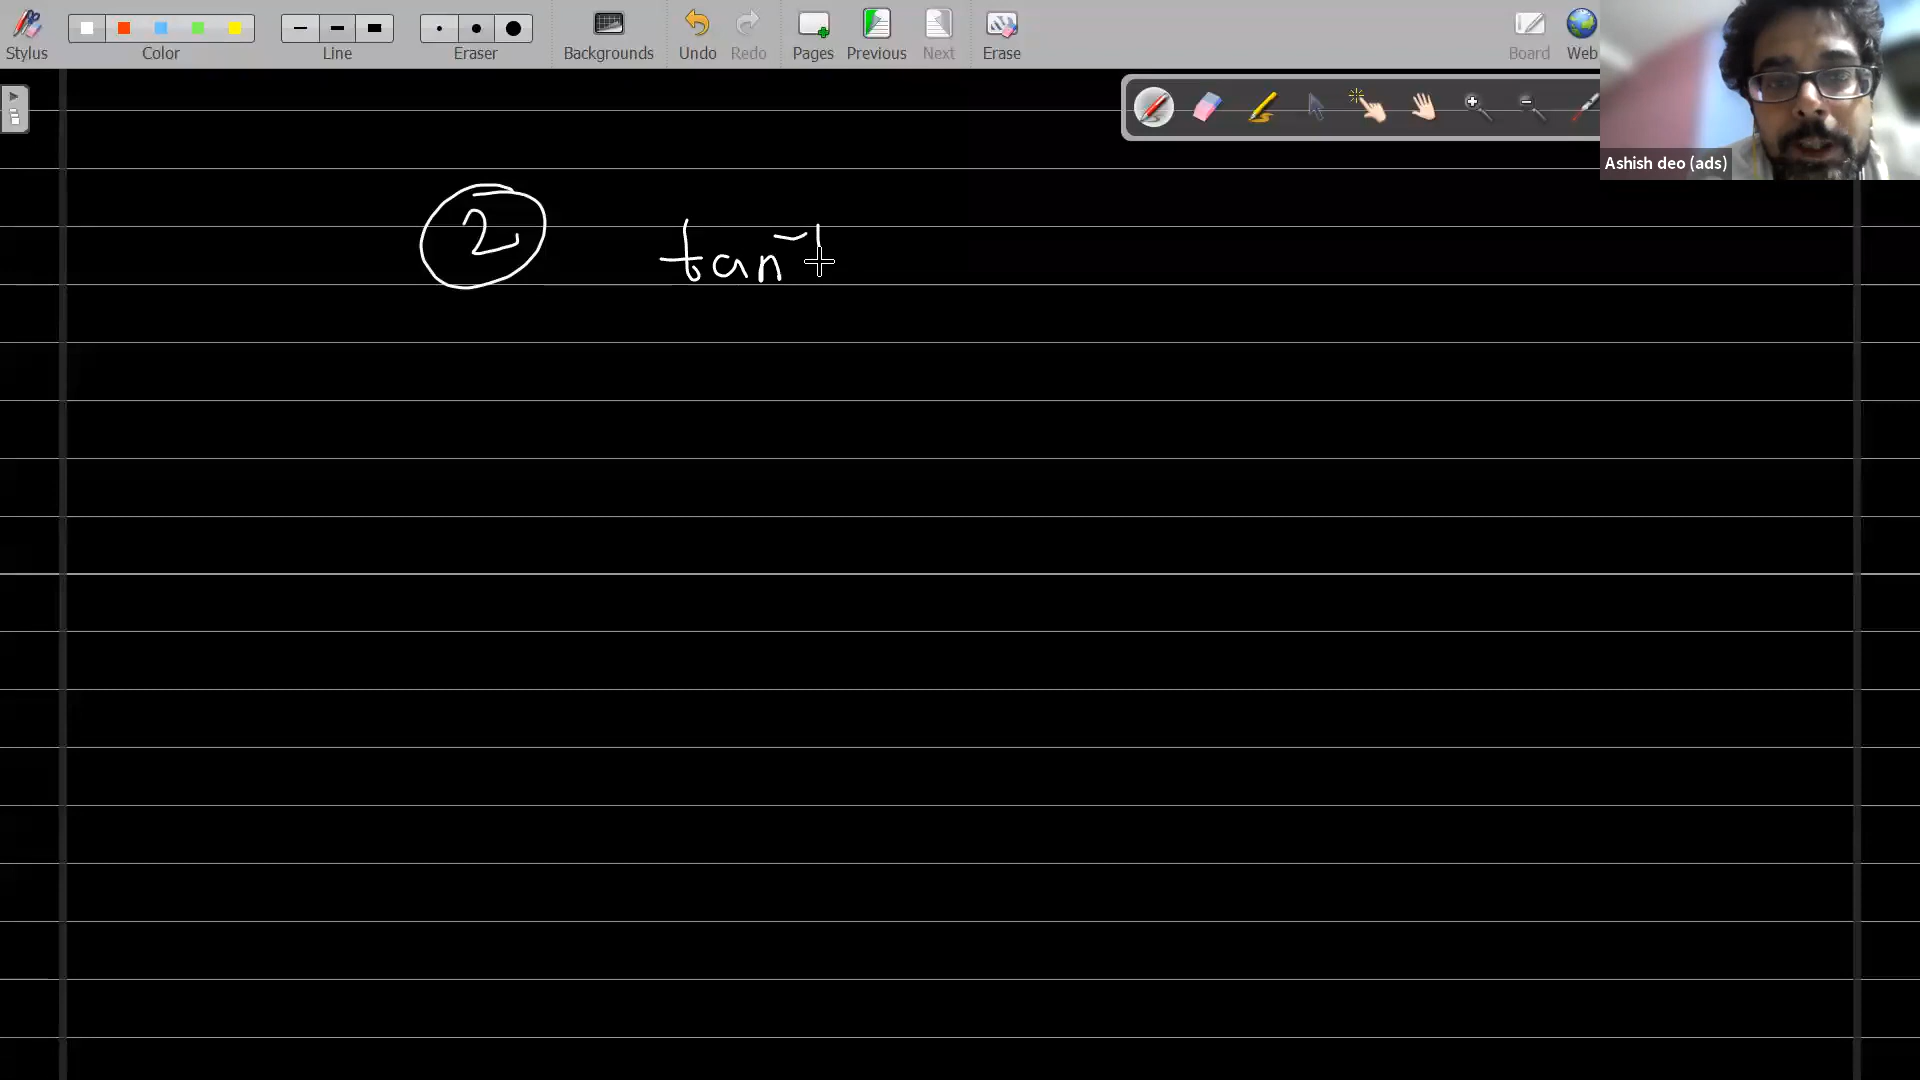 Stylus Color Line Eraser Backgrounds Undo Redo Pages Previous Next Erase Board Web
Ashish deo (ads)
② tan⁻¹